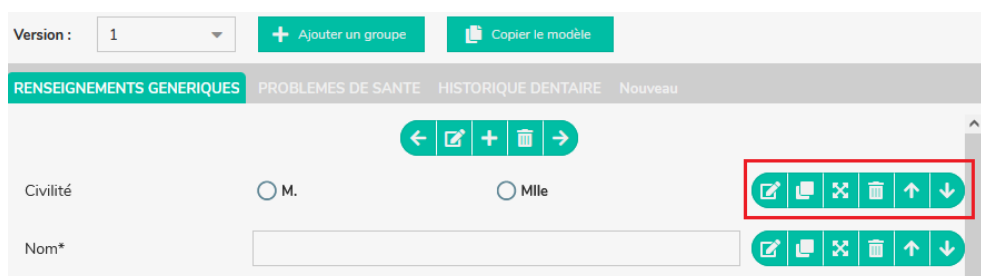 Version : 1 Ajouter un groupe Copier le modèle
RENSEIGNEMENTS GENERIQUES PROBLEMES DE SANTE HISTORIQUE DENTAIRE Nouveau
Civilité M. Mlle
Nom*